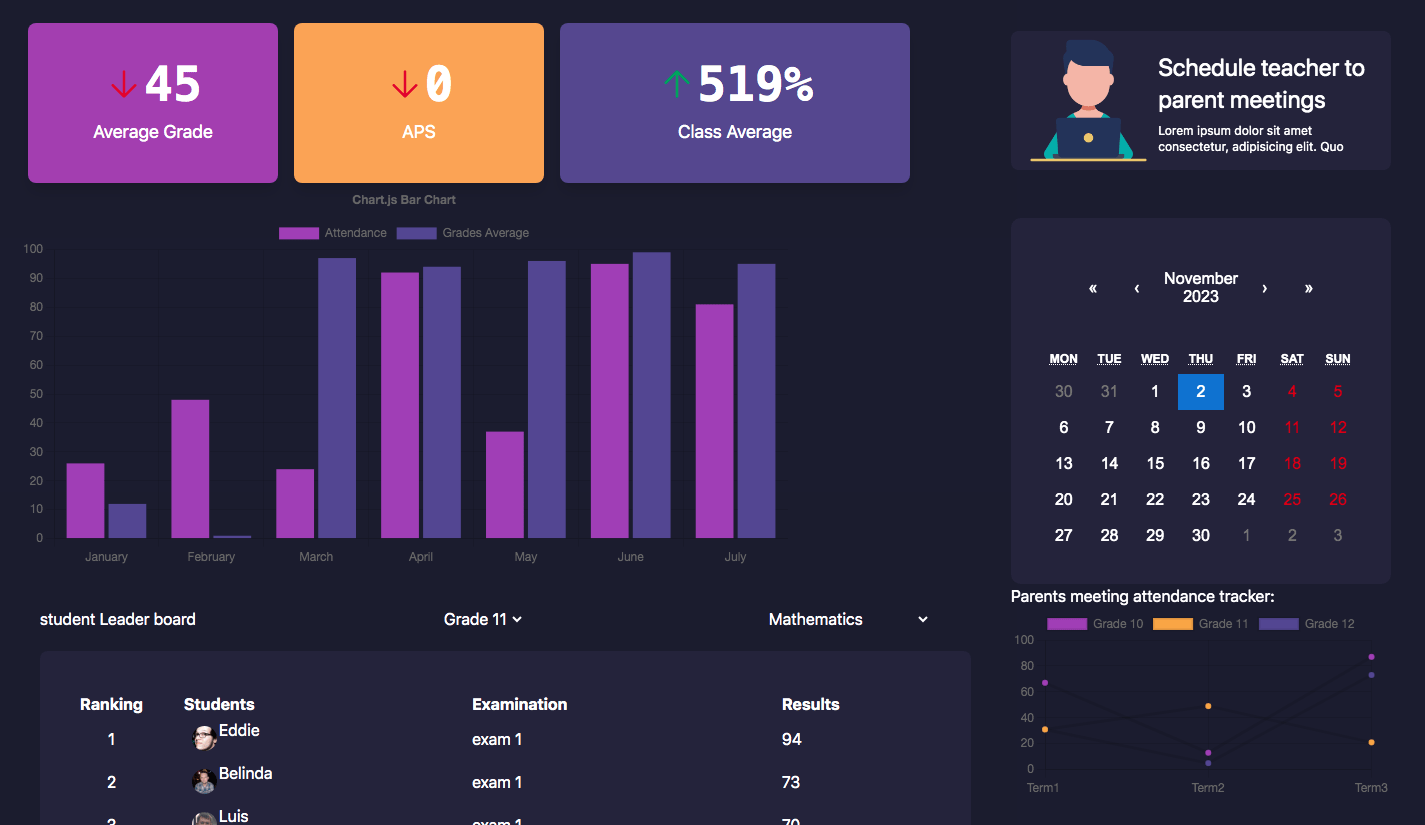 45
Average Grade
0
APS
519%
Class Average
Schedule teacher to
parent meetings
Lorem ipsum dolor sit amet
consectetur, adipisicing elit. Quo
Chart.js Bar Chart
Attendance Grades Average
100
90
80
70
60
50
40
30
20
10
0
January February March April May June July
« ‹ November › »
2023
MON TUE WED THU FRI SAT SUN
30 31 1 2 3 4 5
6 7 8 9 10 11 12
13 14 15 16 17 18 19
20 21 22 23 24 25 26
27 28 29 30 1 2 3
student Leader board Grade 11 Mathematics
Ranking Students Examination Results
1 Eddie exam 1 94
2 Belinda exam 1 73
3 Luis exam 1 70
Parents meeting attendance tracker:
Grade 10 Grade 11 Grade 12
100
80
60
40
20
0
Term1 Term2 Term3